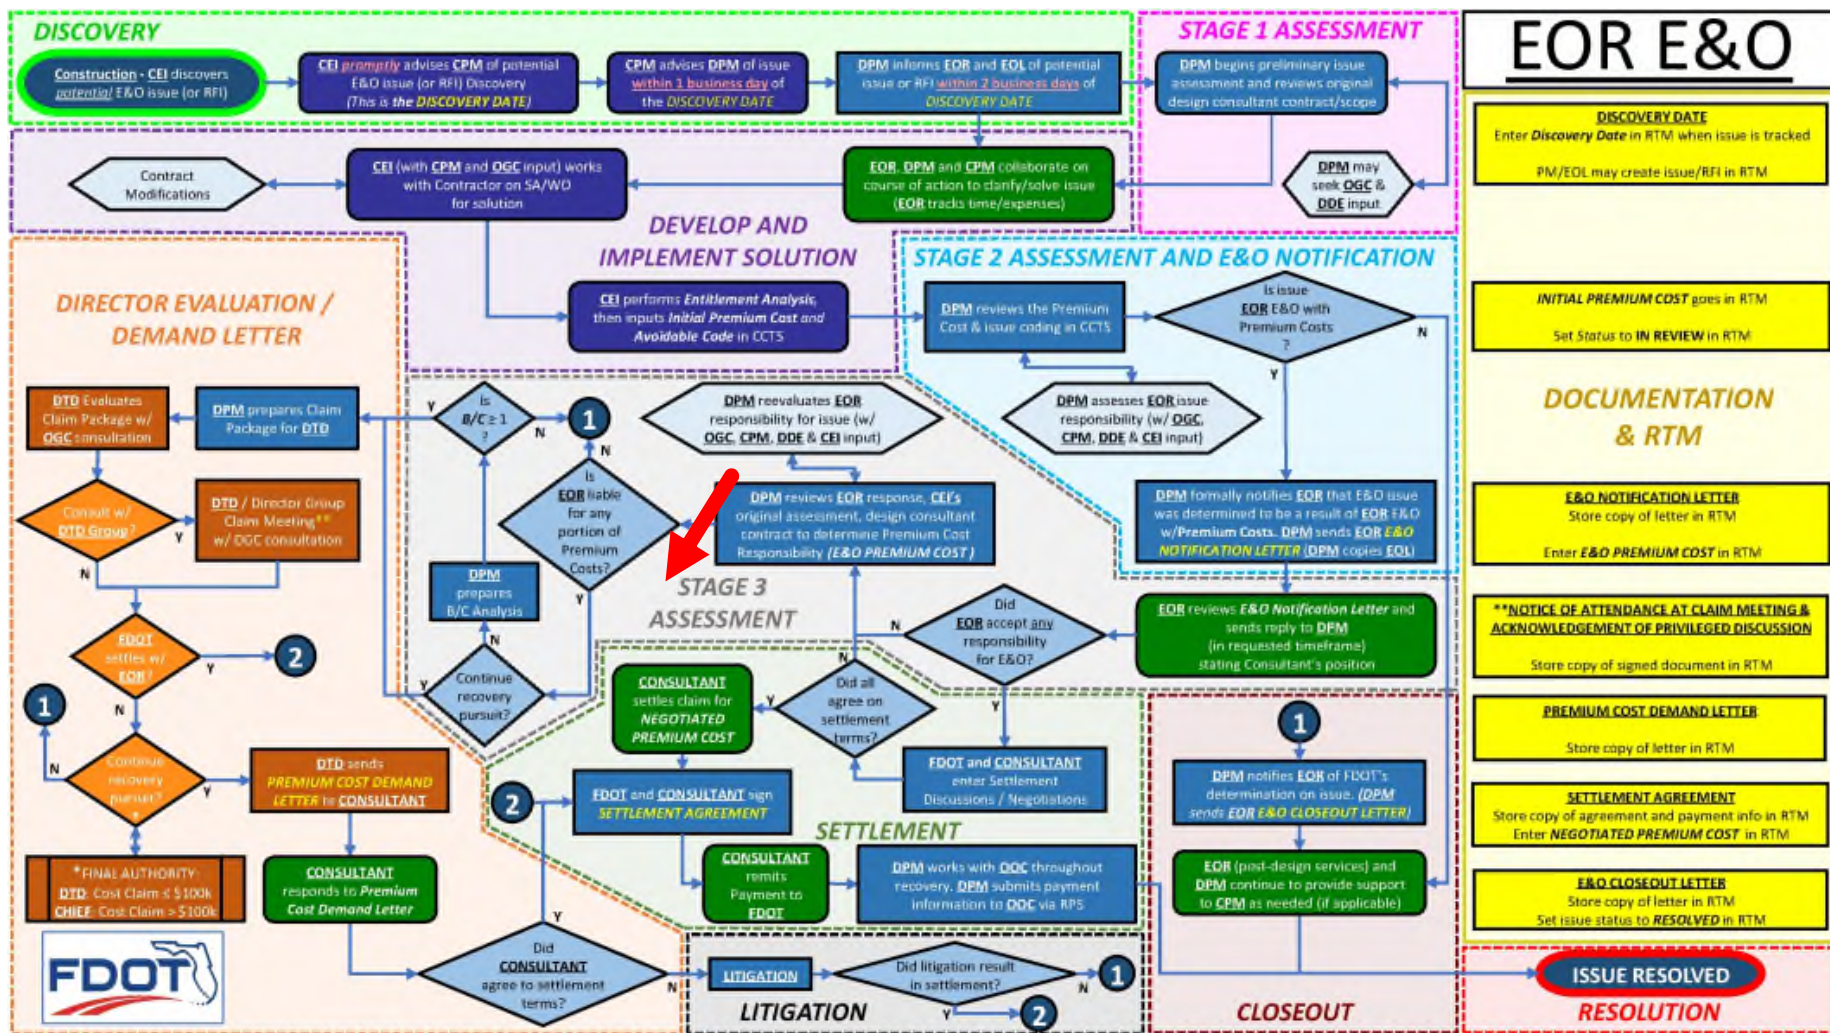 DISCOVERY
Construction - CEI discovers
potential E&O issue (or RFI)
CEI promptly advises CPM of potential
E&O issue (or RFI) Discovery
(This is the DISCOVERY DATE)
CPM advises DPM of issue
within 1 business day of
the DISCOVERY DATE
DPM informs EOR and EOL of potential
issue or RFI within 2 business days of
DISCOVERY DATE
STAGE 1 ASSESSMENT
DPM begins preliminary issue
assessment and reviews original
design consultant contract/scope
DPM may
seek OGC &
DDE input
EOR E&O
Contract
Modifications
CEI (with CPM and OGC input) works
with Contractor on SA/WO
for solution
EOR, DPM and CPM collaborate on
course of action to clarify/solve issue
(EOR tracks time/expenses)
DEVELOP AND
IMPLEMENT SOLUTION
CEI performs Entitlement Analysis,
then inputs Initial Premium Cost and
Avoidable Code in CCTS
STAGE 2 ASSESSMENT AND E&O NOTIFICATION
DPM reviews the Premium
Cost & issue coding in CCTS
Is issue
EOR E&O with
Premium Costs
?
N
Y
DPM assesses EOR issue
responsibility (w/ OGC,
CPM, DDE & CEI input)
DPM formally notifies EOR that E&O issue
was determined to be a result of EOR E&O
w/Premium Costs. DPM sends EOR E&O
NOTIFICATION LETTER (DPM copies EOL)
DIRECTOR EVALUATION /
DEMAND LETTER
DTD Evaluates
Claim Package w/
OGC consultation
DPM prepares Claim
Package for DTD
Consult w/
DTD Group?
Y
N
DTD / Director Group
Claim Meeting**
w/ OGC consultation
FDOT
settles w/
EOR?
Y
2
N
1
Continue
recovery
pursuit?
*
N
Y
DTD sends
PREMIUM COST DEMAND
LETTER to CONSULTANT
*FINAL AUTHORITY
DTD: Cost Claim ≤ $100k
CHIEF: Cost Claim > $100k
CONSULTANT
responds to Premium
Cost Demand Letter
Did
CONSULTANT
agree to settlement
terms?
Y
N
FDOT
Is
B/C ≥ 1
?
Y
N
1
N
DPM reevaluates EOR
responsibility for issue (w/
OGC, CPM, DDE & CEI input)
Is
EOR liable
for any
portion of
Premium
Costs?
Y
DPM reviews EOR response, CEI's
original assessment, design consultant
contract to determine Premium Cost
Responsibility (E&O PREMIUM COST )
DPM
prepares
B/C Analysis
N
Y
Continue
recovery
pursuit?
STAGE 3
ASSESSMENT
Did
EOR accept any
responsibility
for E&O?
N
Y
EOR reviews E&O Notification Letter and
sends reply to DPM
(in requested timeframe)
stating Consultant's position
CONSULTANT
settles claim for
NEGOTIATED
PREMIUM COST
Did all
agree on
settlement
terms?
N
Y
FDOT and CONSULTANT
enter Settlement
Discussions / Negotiations
2
FDOT and CONSULTANT sign
SETTLEMENT AGREEMENT
SETTLEMENT
CONSULTANT
remits
Payment to
FDOT
DPM works with OOC throughout
recovery. DPM submits payment
information to OOC via RPS
LITIGATION
Did litigation result
in settlement?
N
1
Y
2
LITIGATION
1
DPM notifies EOR of FDOT's
determination on issue. (DPM
sends EOR E&O CLOSEOUT LETTER)
EOR (post-design services) and
DPM continue to provide support
to CPM as needed (if applicable)
CLOSEOUT
DISCOVERY DATE
Enter Discovery Date in RTM when issue is tracked
PM/EOL may create issue/RFI in RTM
INITIAL PREMIUM COST goes in RTM
Set Status to IN REVIEW in RTM
DOCUMENTATION
& RTM
E&O NOTIFICATION LETTER
Store copy of letter in RTM
Enter E&O PREMIUM COST in RTM
**NOTICE OF ATTENDANCE AT CLAIM MEETING &
ACKNOWLEDGEMENT OF PRIVILEGED DISCUSSION
Store copy of signed document in RTM
PREMIUM COST DEMAND LETTER
Store copy of letter in RTM
SETTLEMENT AGREEMENT
Store copy of agreement and payment info in RTM
Enter NEGOTIATED PREMIUM COST in RTM
E&O CLOSEOUT LETTER
Store copy of letter in RTM
Set issue status to RESOLVED in RTM
ISSUE RESOLVED
RESOLUTION